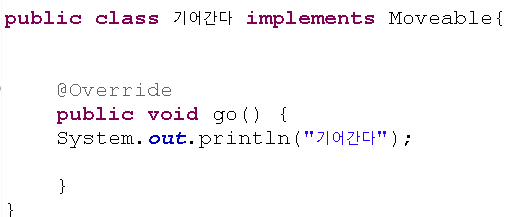 public class 기어간다 implements Moveable{
@Override
public void go() {
System.out.println("기어간다");
}
}